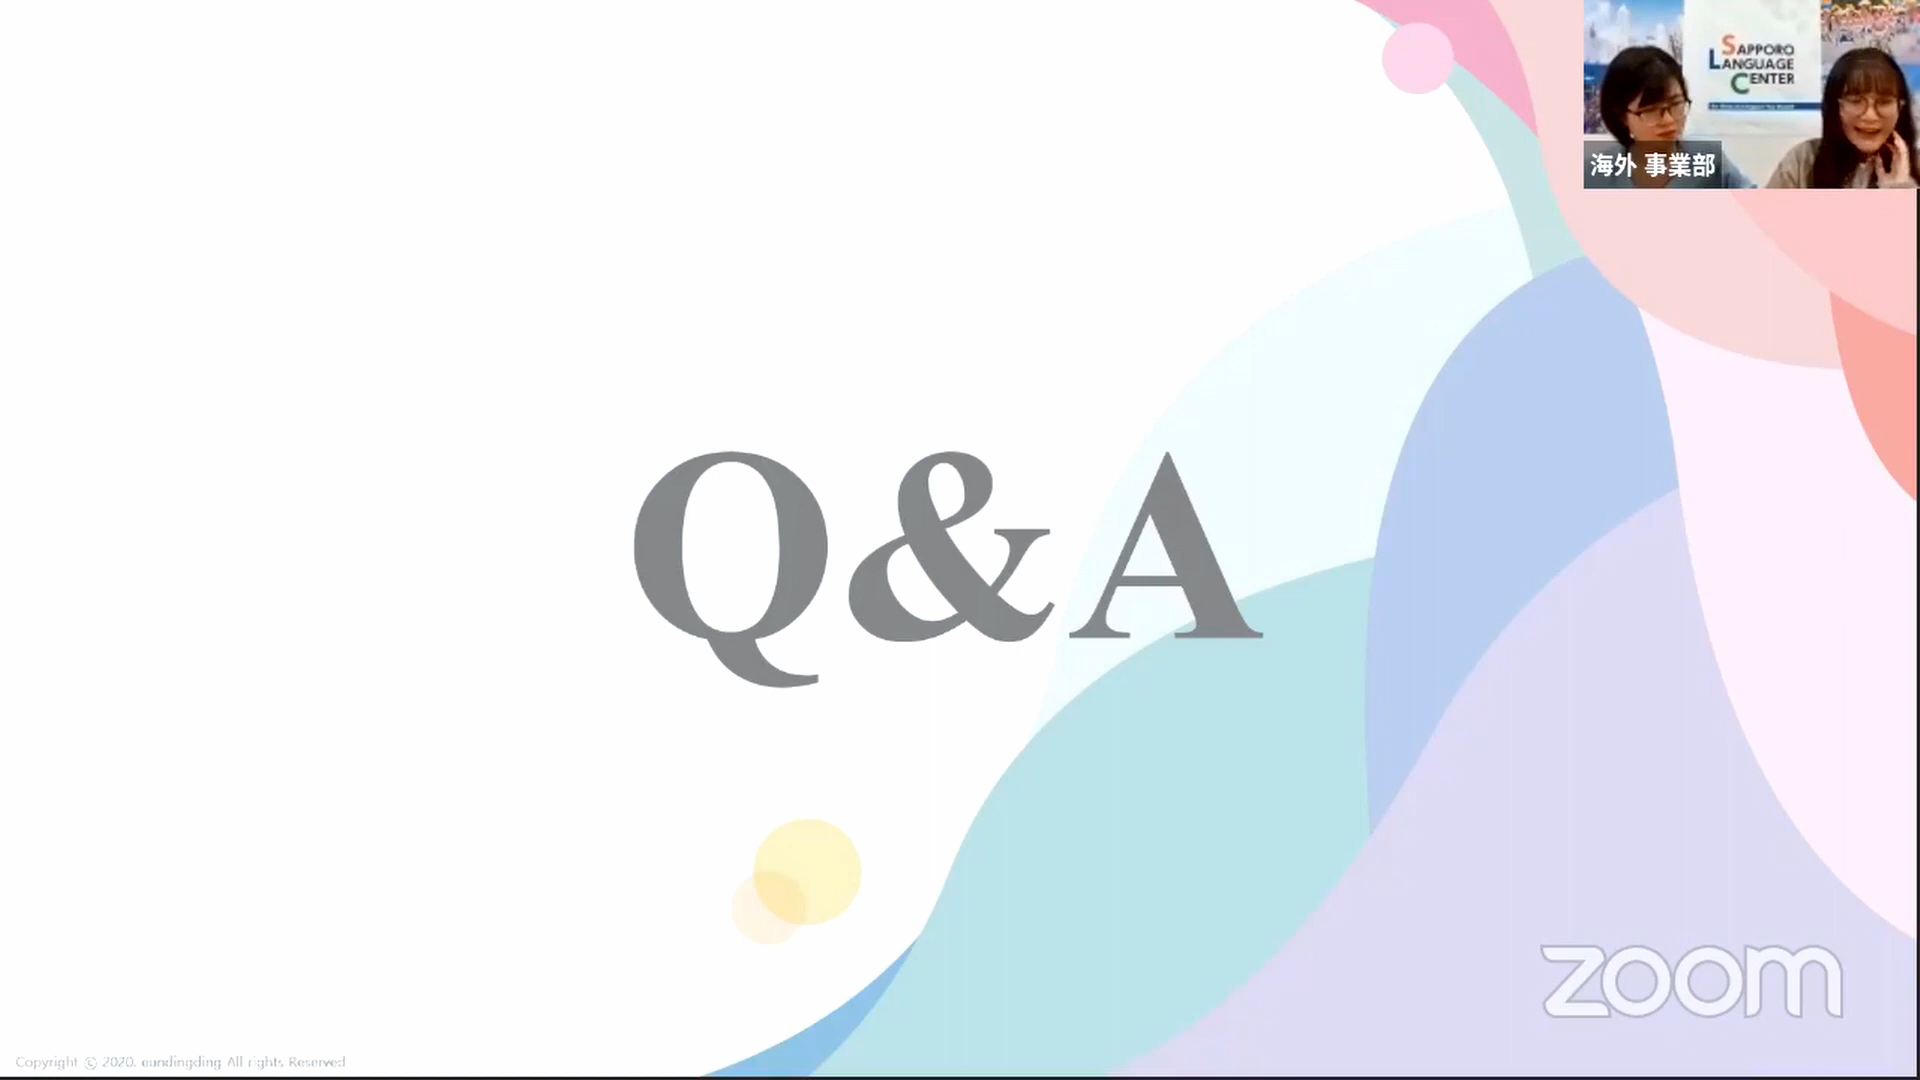 SAPPORO
LANGUAGE
CENTER
海外 事業部
Q&A
zoom
Copyright ⓒ 2020. eundingding All rights Reserved